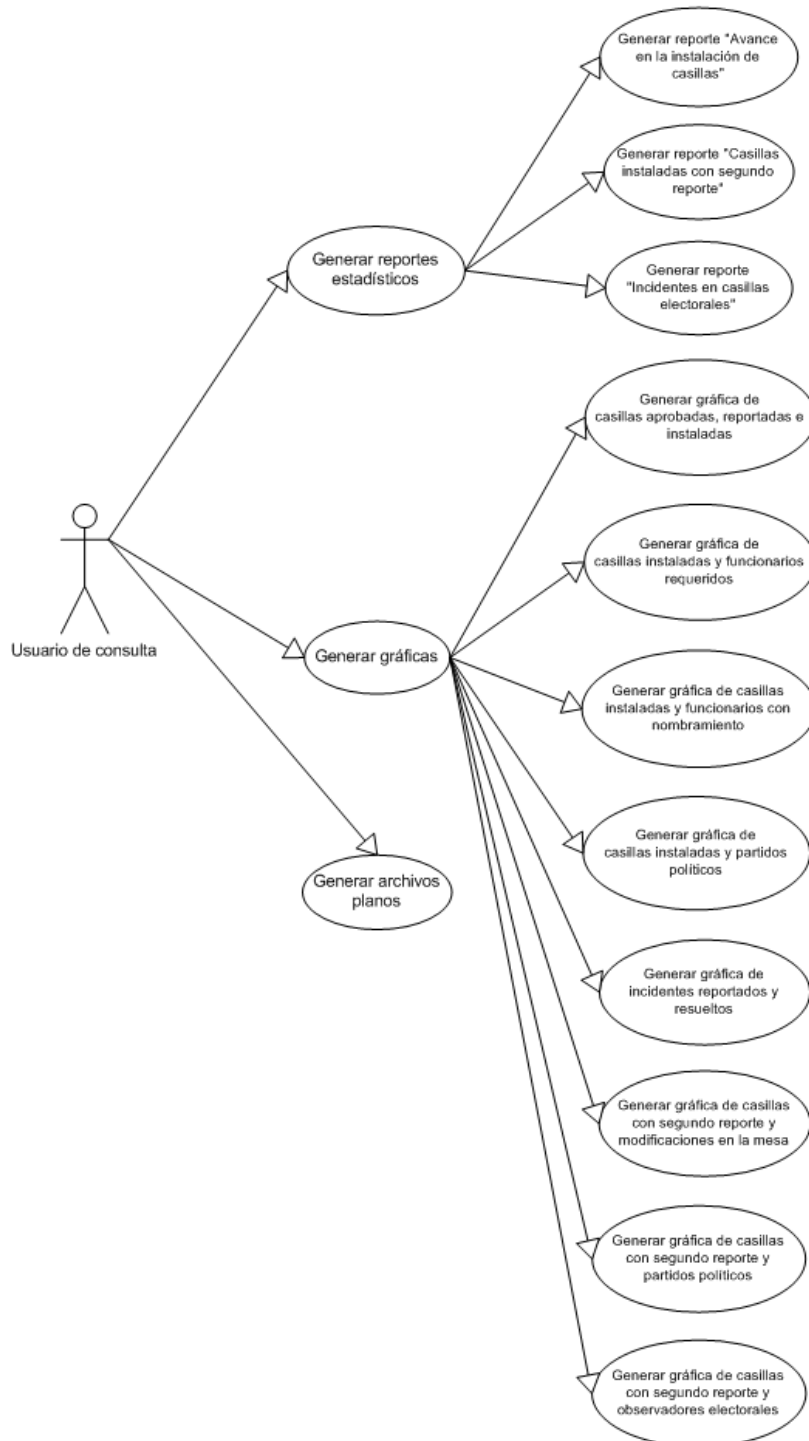 Generar reporte "Avance
en la instalación de
casillas"
Generar reporte "Casillas
instaladas con segundo
reporte"
Generar reportes
estadísticos
Generar reporte
"Incidentes en casillas
electorales"
Generar gráfica de
casillas aprobadas, reportadas e
instaladas
Generar gráfica de
casillas instaladas y funcionarios
requeridos
Usuario de consulta
Generar gráficas
Generar gráfica de casillas
instaladas y funcionarios con
nombramiento
Generar gráfica de
casillas instaladas y partidos
políticos
Generar archivos
planos
Generar gráfica de
incidentes reportados y
resueltos
Generar gráfica de casillas
con segundo reporte y
modificaciones en la mesa
Generar gráfica de casillas
con segundo reporte y
partidos políticos
Generar gráfica de casillas
con segundo reporte y
observadores electorales